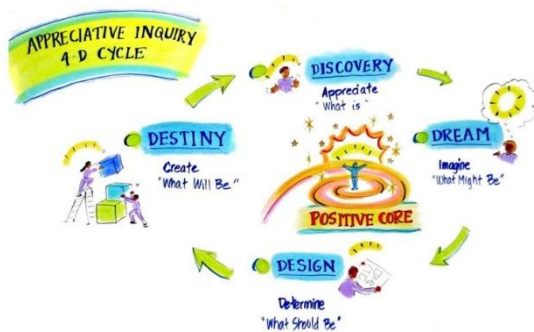 APPRECIATIVE INQUIRY
4-D CYCLE
DISCOVERY
Appreciate
"What is"
DREAM
Imagine
"What Might Be"
DESIGN
Determine
"What Should Be"
DESTINY
Create
"What Will Be"
POSITIVE CORE